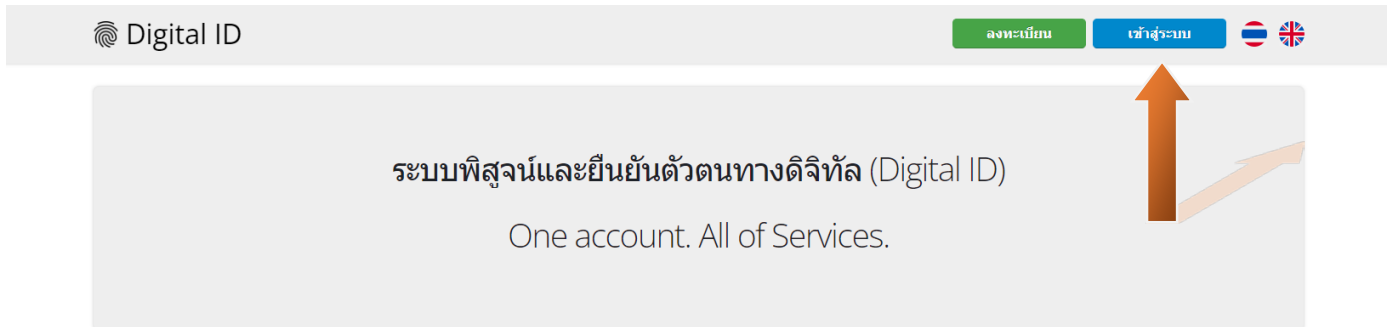 Digital ID
ลงทะเบียน
เข้าสู่ระบบ
ระบบพิสูจน์และยืนยันตัวตนทางดิจิทัล (Digital ID)
One account. All of Services.